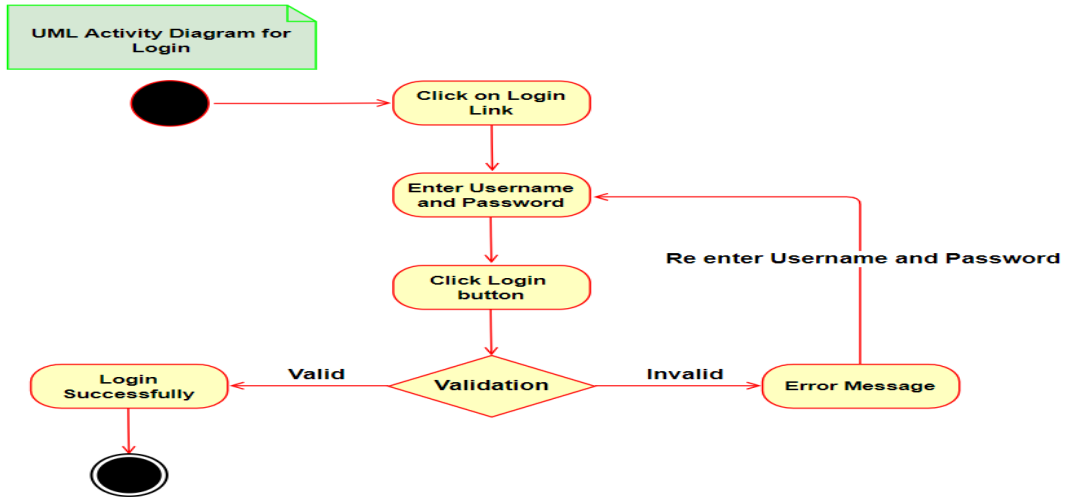 UML Activity Diagram for
Login
Click on Login
Link
Enter Username
and Password
Re enter Username and Password
Click Login
button
Login
Successfully
Valid
Validation
Invalid
Error Message